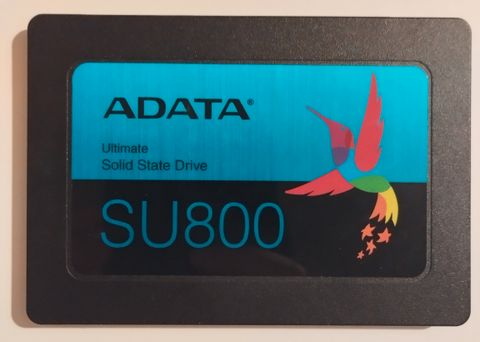 ADATA®
Ultimate
Solid State Drive
SU800